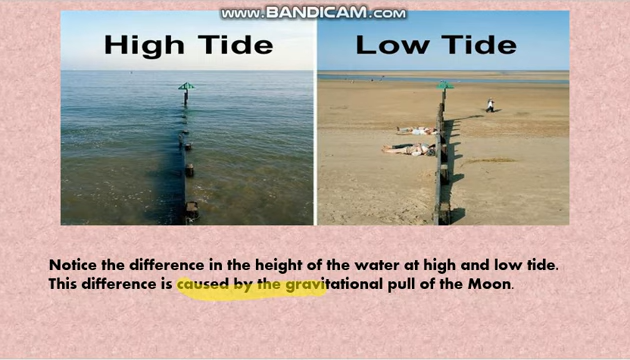 www.BANDICAM.com
High Tide
Low Tide
Notice the difference in the height of the water at high and low tide.
This difference is caused by the gravitational pull of the Moon.